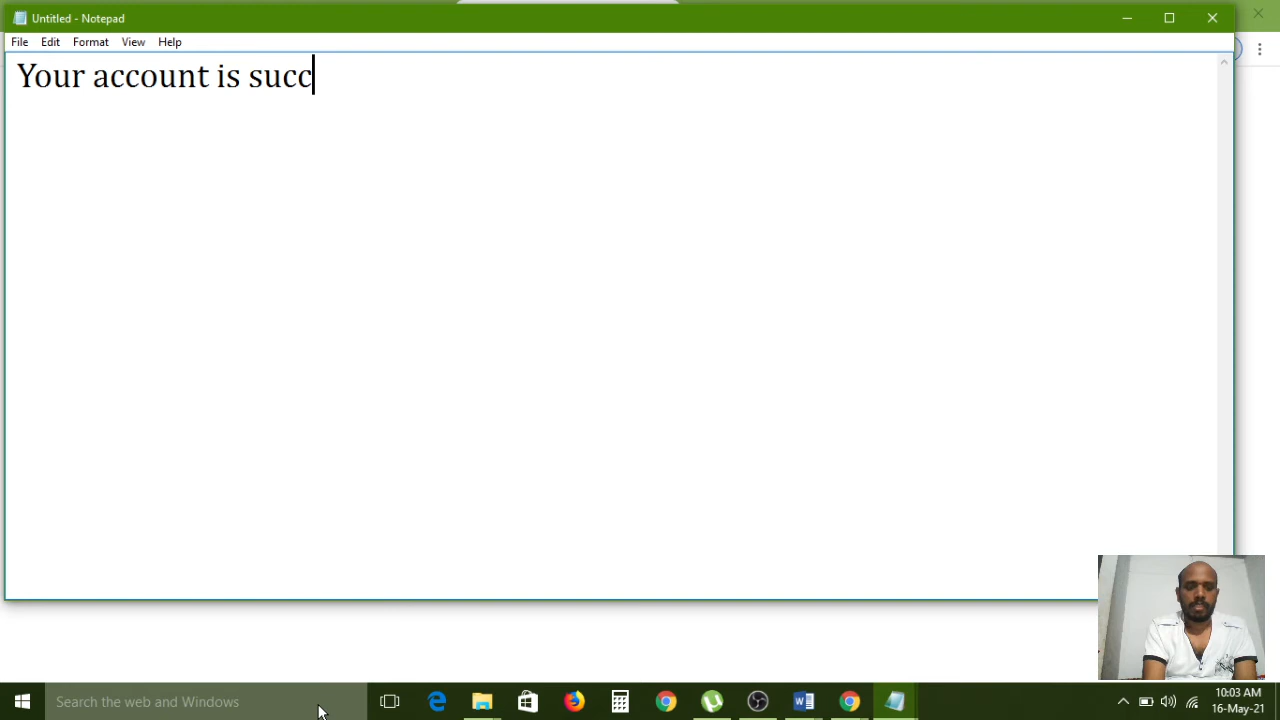 Untitled - Notepad
File Edit Format View Help
Your account is succ
Search the web and Windows
10:03 AM
16-May-21